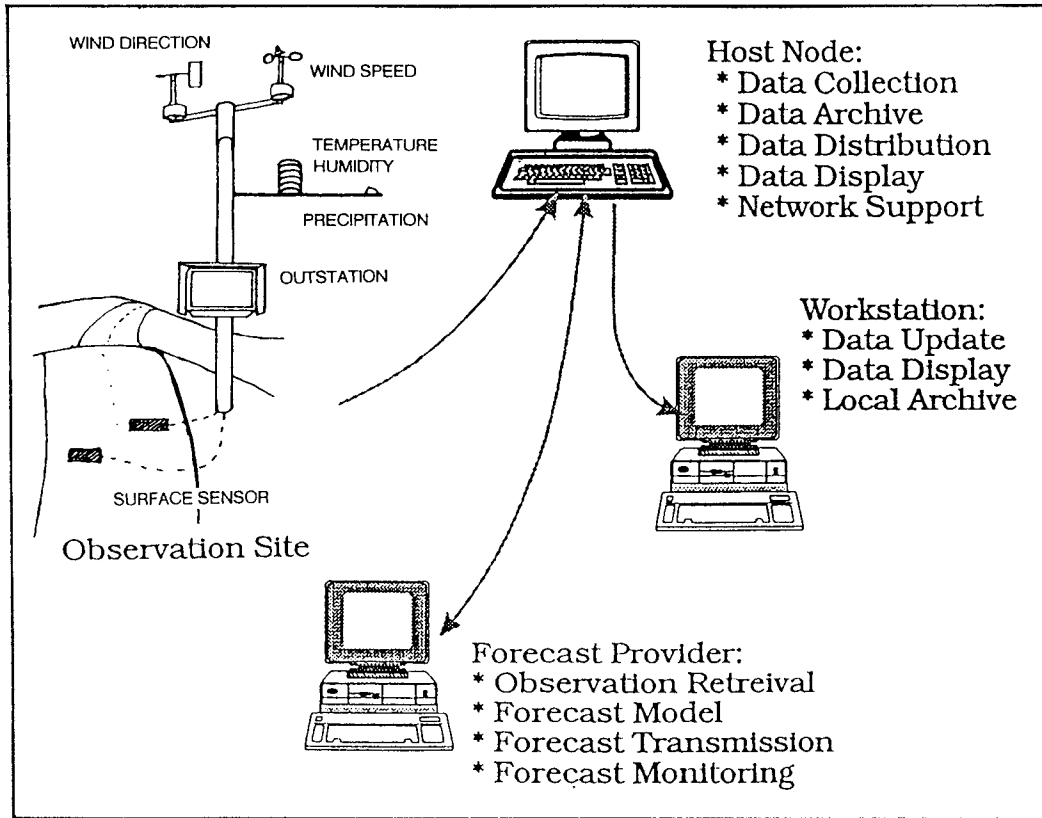 WIND DIRECTION
WIND SPEED
TEMPERATURE
HUMIDITY
PRECIPITATION
OUTSTATION
SURFACE SENSOR
Observation Site
Host Node:
* Data Collection
* Data Archive
* Data Distribution
* Data Display
* Network Support
Workstation:
* Data Update
* Data Display
* Local Archive
Forecast Provider:
* Observation Retreival
* Forecast Model
* Forecast Transmission
* Forecast Monitoring